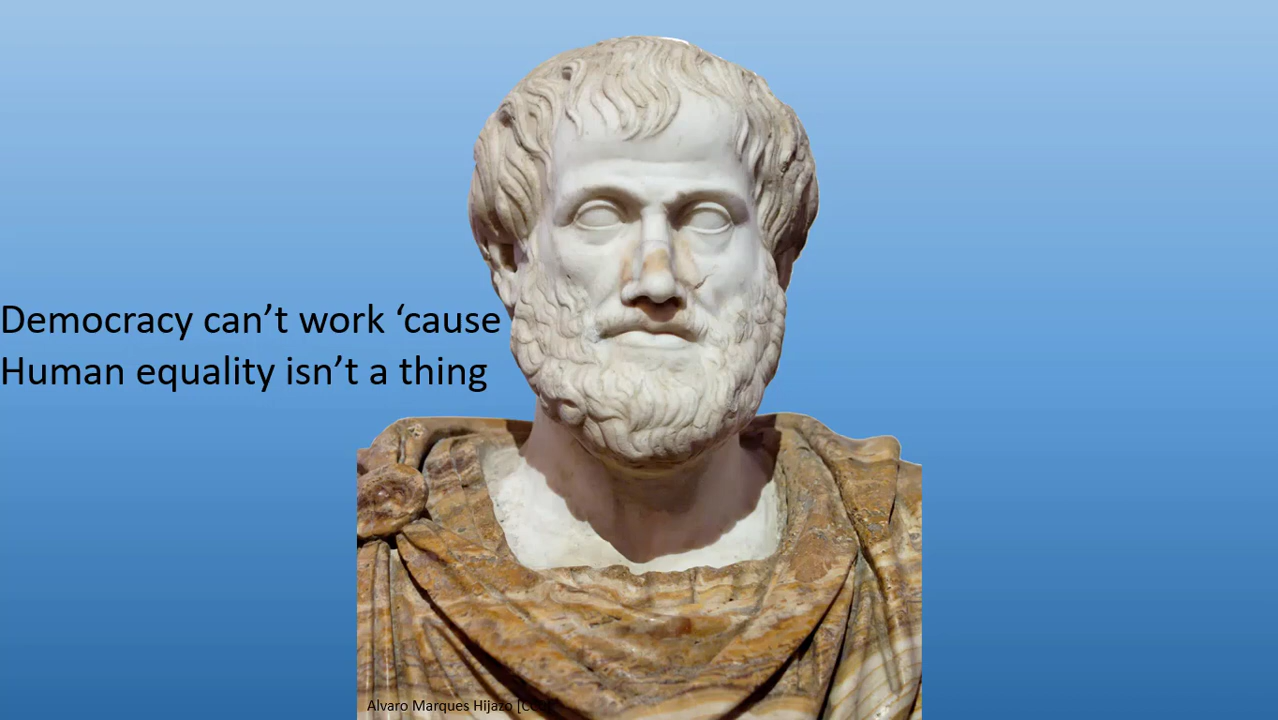 Democracy can’t work ‘cause
Human equality isn’t a thing
Alvaro Marques Hijazo